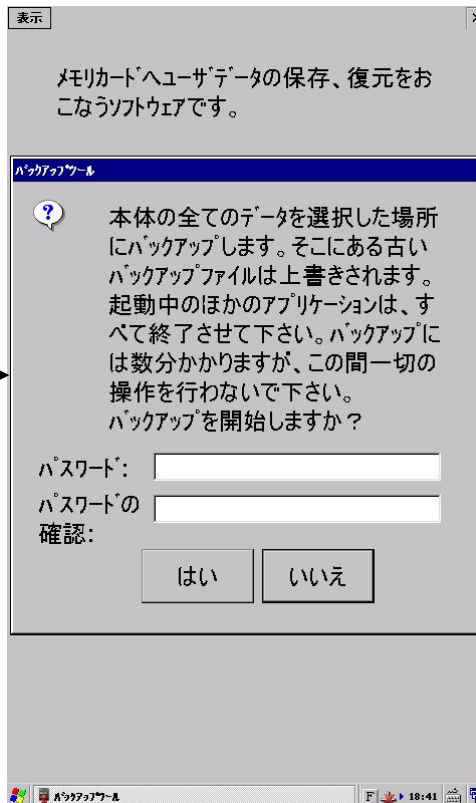 表示
メモリカードへユーザデータの保存、復元をお
こなうソフトウェアです。
バックアップツール
本体の全てのデータを選択した場所
にバックアップします。そこにある古い
バックアップファイルは上書きされます。
起動中のほかのアプリケーションは、す
べて終了させて下さい。バックアップに
は数分かかりますが、この間一切の
操作を行わないで下さい。
バックアップを開始しますか？
パスワード:
パスワードの
確認:
はい いいえ
バックアップツール F 18:41